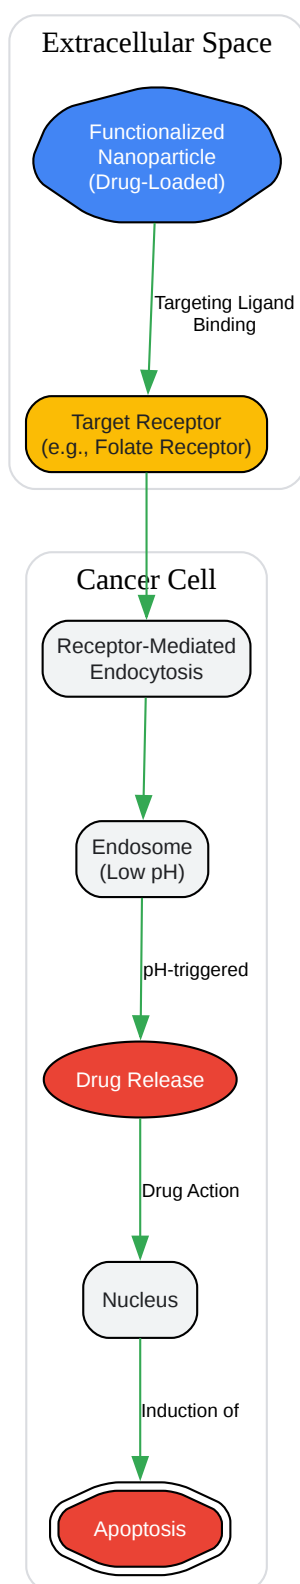 Extracellular Space
Functionalized
Nanoparticle
(Drug-Loaded)
Targeting Ligand
Binding
Target Receptor
(e.g., Folate Receptor)
Cancer Cell
Receptor-Mediated
Endocytosis
Endosome
(Low pH)
pH-triggered
Drug Release
Drug Action
Nucleus
Induction of
Apoptosis